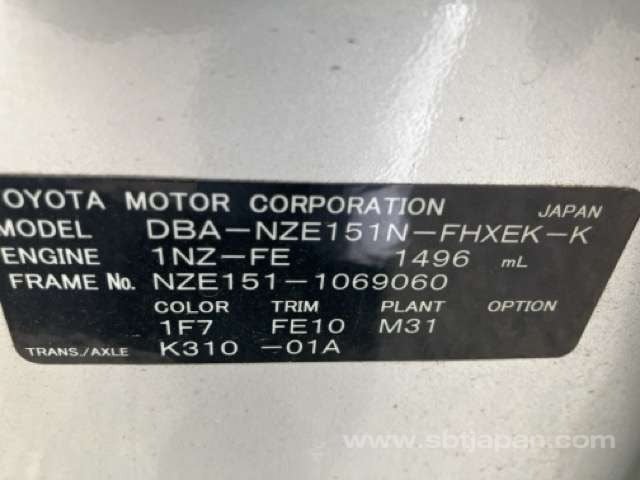 OYOTA MOTOR CORPORATION JAPAN
MODEL DBA-NZE151N-FHXEK-K
ENGINE 1NZ-FE 1496 mL
FRAME No. NZE151-1069060
COLOR TRIM PLANT OPTION
1F7 FE10 M31
TRANS./AXLE K310 -01A
www.sbtjapan.com